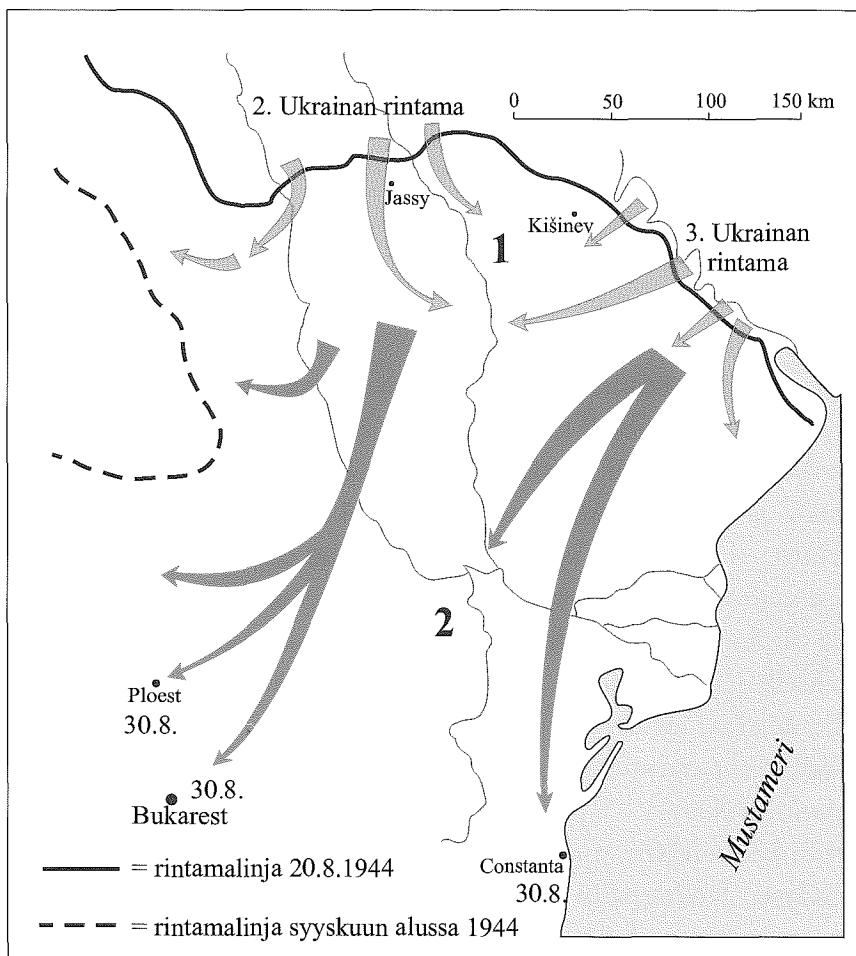 2. Ukrainan rintama
0 50 100 150 km
Jassy
Kišinev
1
3. Ukrainan
rintama
2
Ploest
30.8.
30.8.
Bukarest
Constanta
30.8.
Mustameri
= rintamalinja 20.8.1944
= rintamalinja syyskuun alussa 1944